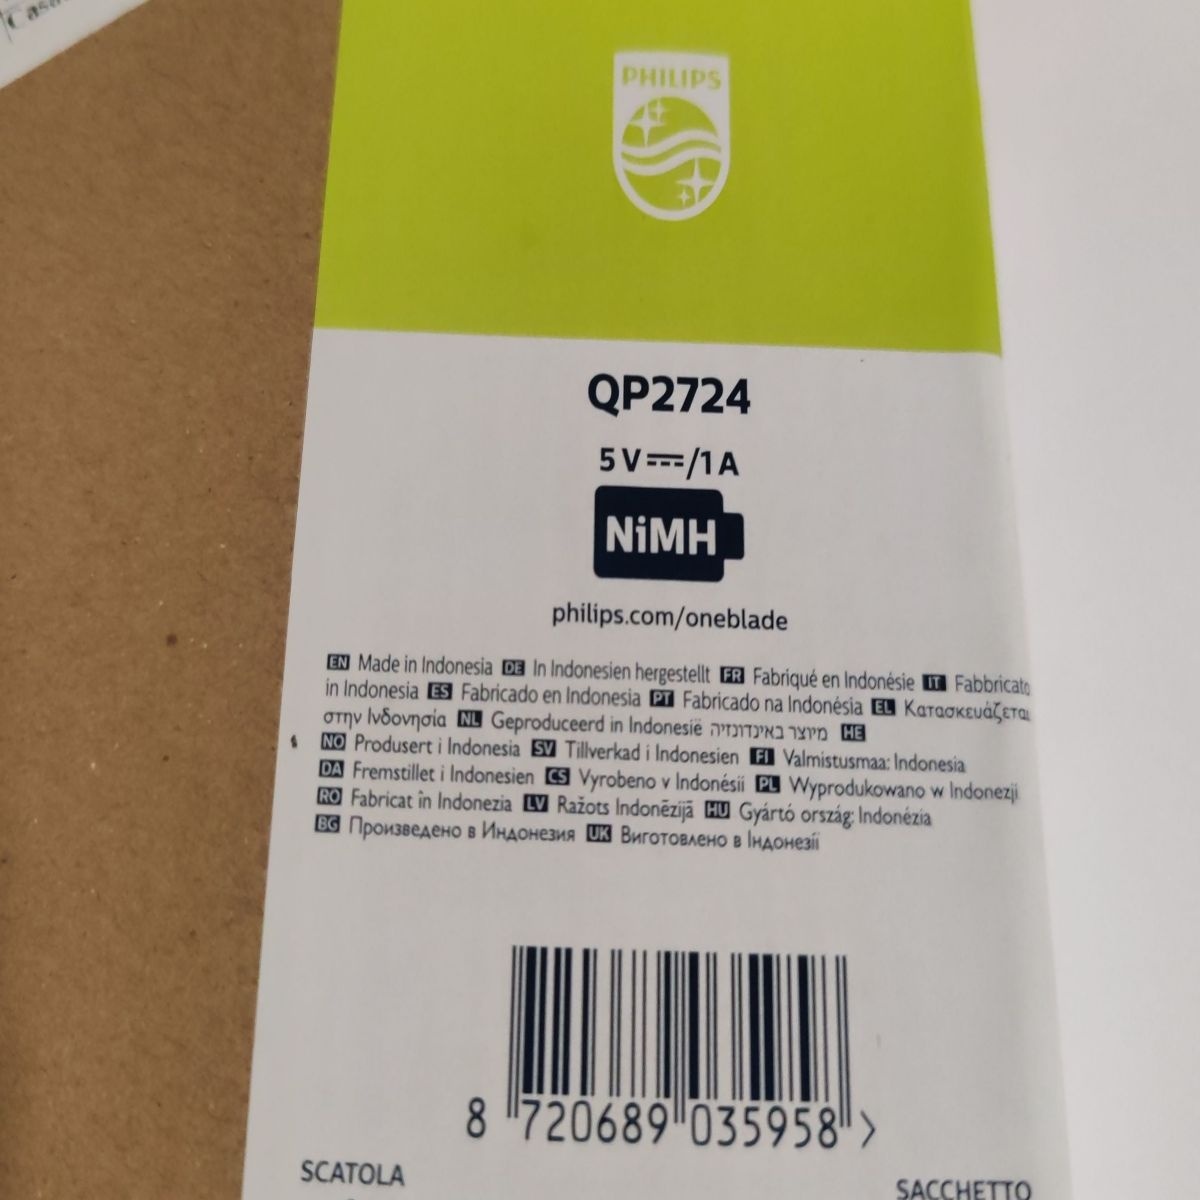 PHILIPS
QP2724
5 V⎓/1 A
NiMH
philips.com/oneblade
EN Made in Indonesia DE In Indonesien hergestellt FR Fabriqué en Indonésie IT Fabbricato
in Indonesia ES Fabricado en Indonesia PT Fabricado na Indonésia EL Κατασκευάζεται
στην Ινδονησία NL Geproduceerd in Indonesië מיוצר באינדונזיה HE
NO Produsert i Indonesia SV Tillverkad i Indonesien FI Valmistusmaa: Indonesia
DA Fremstillet i Indonesien CS Vyrobeno v Indonésii PL Wyprodukowano w Indonezji
RO Fabricat în Indonezia LV Ražots Indonēzijā HU Gyártó ország: Indonézia
BG Произведено в Индонезия UK Виготовлено в Індонезії
8 720689 035958 >
SCATOLA SACCHETTO